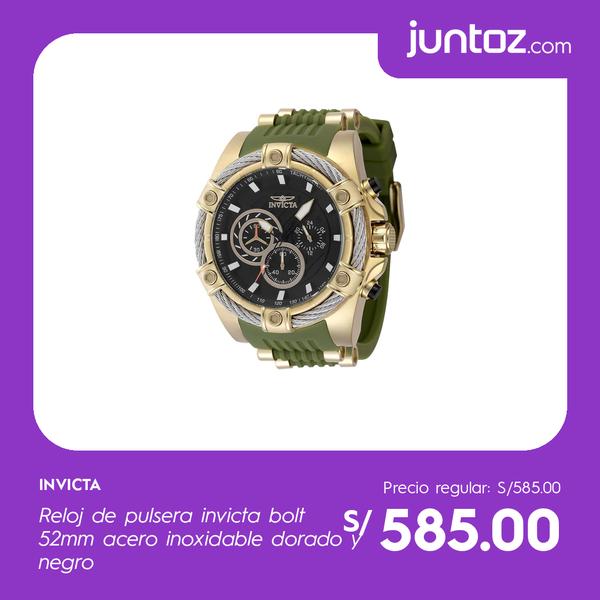 juntoz.com
INVICTA
INVICTA
Precio regular: S/585.00
Reloj de pulsera invicta bolt
52mm acero inoxidable dorado y
negro
S/ 585.00